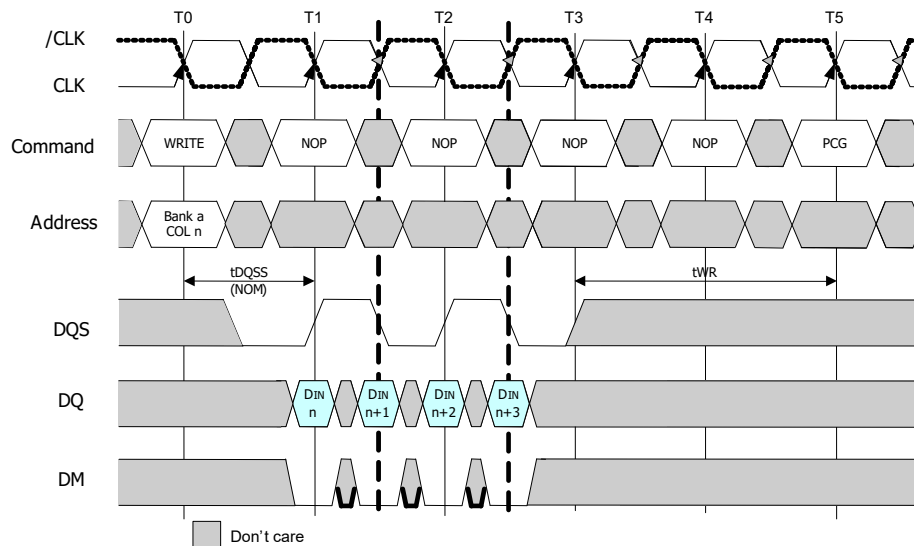 T0 T1 T2 T3 T4 T5
/CLK
CLK
Command WRITE NOP NOP NOP NOP PCG
Address Bank a
COL n
tDQSS
(NOM)
tWR
DQS
DQ DIN
n DIN
n+1 DIN
n+2 DIN
n+3
DM
Don't care